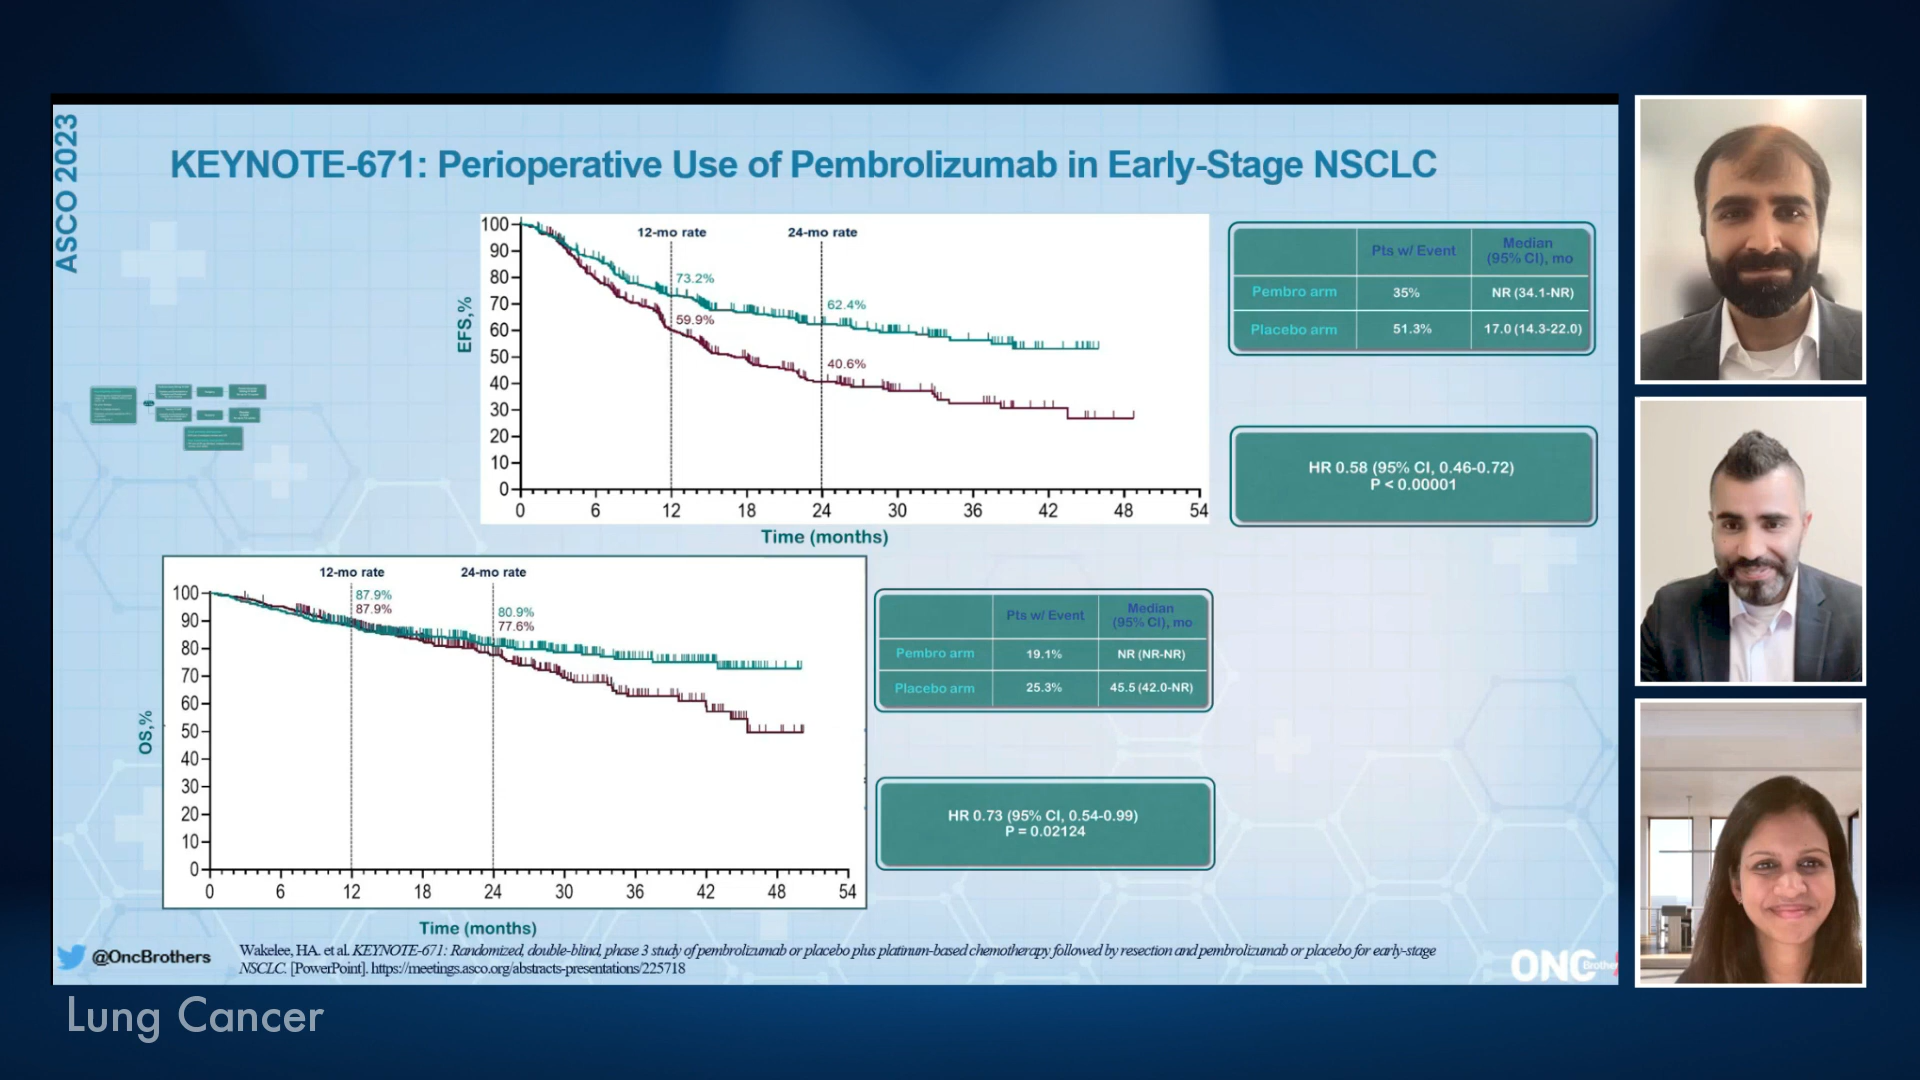 ASCO 2023
KEYNOTE-671: Perioperative Use of Pembrolizumab in Early-Stage NSCLC
100
90
80
70
60
50
40
30
20
10
0
EFS,%
12-mo rate
24-mo rate
73.2%
59.9%
62.4%
40.6%
0 6 12 18 24 30 36 42 48 54
Time (months)
Pts w/ Event Median
(95% CI), mo
Pembro arm 35% NR (34.1-NR)
Placebo arm 51.3% 17.0 (14.3-22.0)
HR 0.58 (95% CI, 0.46-0.72)
P < 0.00001
100
90
80
70
60
50
40
30
20
10
0
OS,%
12-mo rate
24-mo rate
87.9%
87.9%
80.9%
77.6%
0 6 12 18 24 30 36 42 48 54
Time (months)
Pts w/ Event Median
(95% CI), mo
Pembro arm 19.1% NR (NR-NR)
Placebo arm 25.3% 45.5 (42.0-NR)
HR 0.73 (95% CI, 0.54-0.99)
P = 0.02124
@OncBrothers
Wakelee, HA. et al. KEYNOTE-671: Randomized, double-blind, phase 3 study of pembrolizumab or placebo plus platinum-based chemotherapy followed by resection and pembrolizumab or placebo for early-stage
NSCLC. [PowerPoint]. https://meetings.asco.org/abstracts-presentations/225718
ONC
Lung Cancer